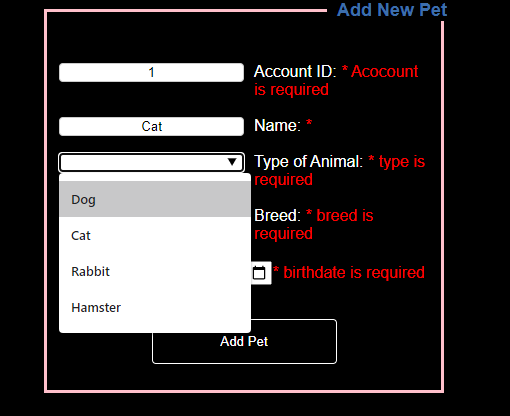 Add New Pet
1 Account ID: * Acocount
is required
Cat Name: *
Type of Animal: * type is
required
Dog
Breed: * breed is
Cat required
Rabbit * birthdate is required
Hamster
Add Pet